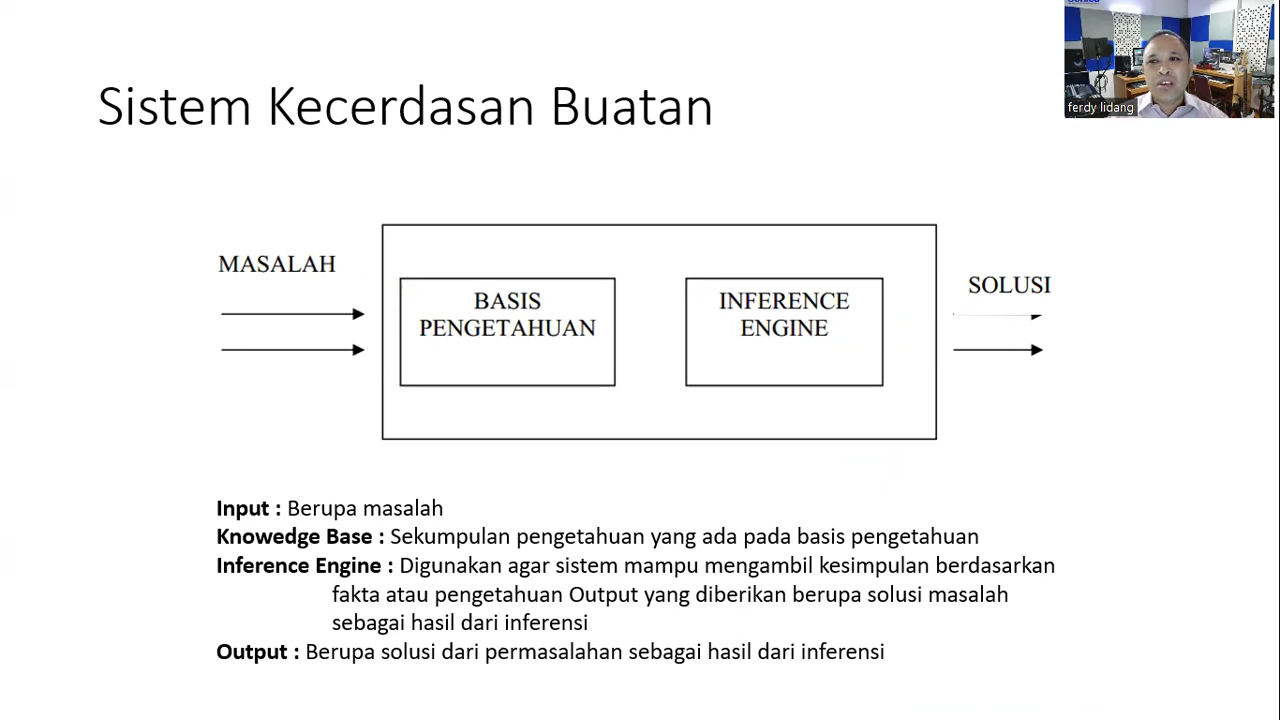 Sistem Kecerdasan Buatan
ferdy lidang
MASALAH
BASIS
PENGETAHUAN
INFERENCE
ENGINE
SOLUSI
Input : Berupa masalah
Knowedge Base : Sekumpulan pengetahuan yang ada pada basis pengetahuan
Inference Engine : Digunakan agar sistem mampu mengambil kesimpulan berdasarkan
fakta atau pengetahuan Output yang diberikan berupa solusi masalah
sebagai hasil dari inferensi
Output : Berupa solusi dari permasalahan sebagai hasil dari inferensi